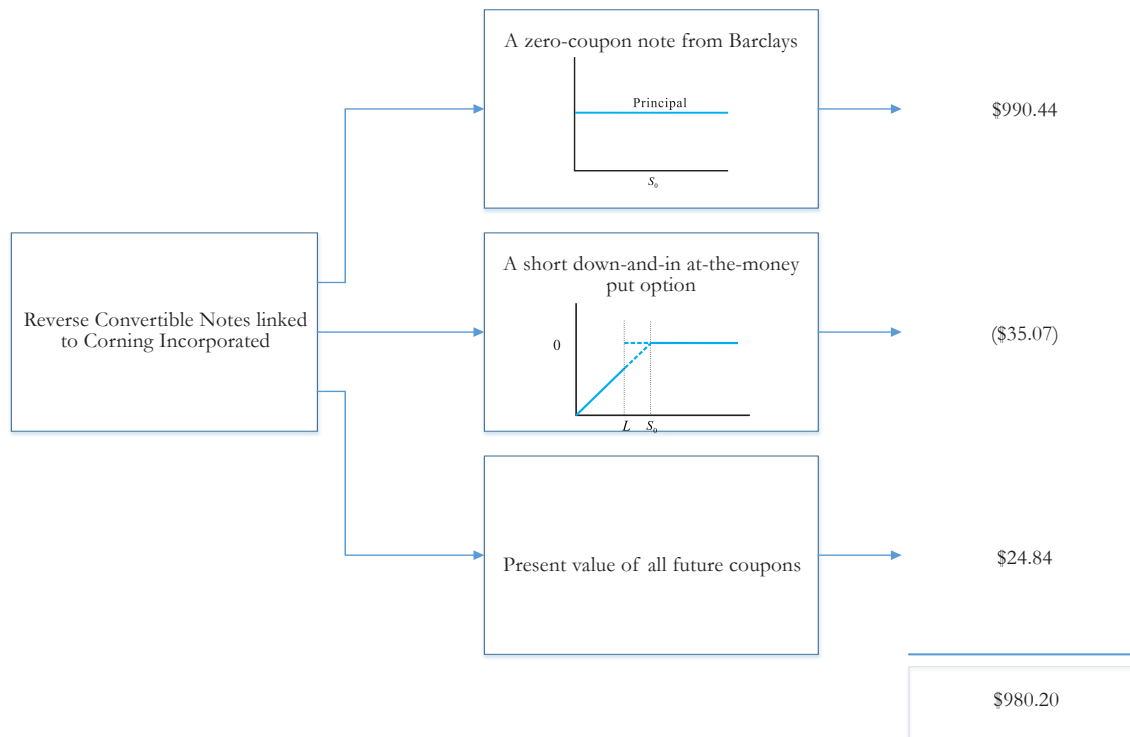 A zero-coupon note from Barclays
Principal
S₀
$990.44
Reverse Convertible Notes linked
to Corning Incorporated
A short down-and-in at-the-money
put option
0
L S₀
($35.07)
Present value of all future coupons
$24.84
$980.20